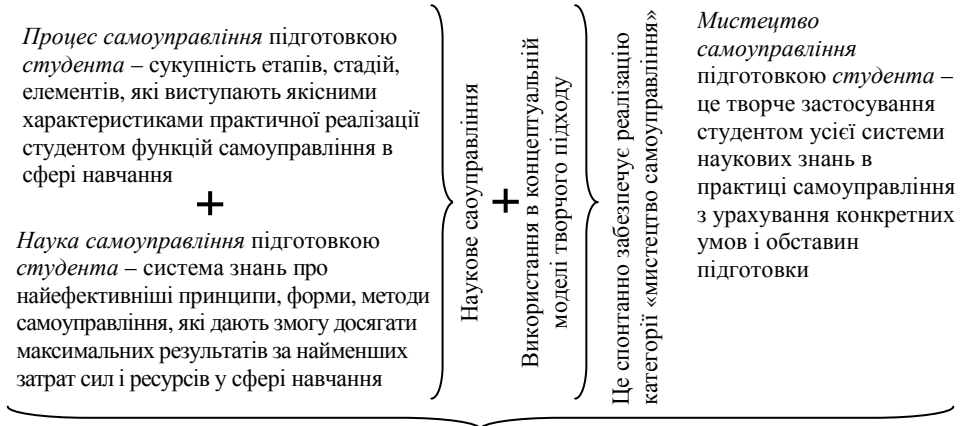 Процес самоуправління підготовкою
студента – сукупність етапів, стадій,
елементів, які виступають якісними
характеристиками практичної реалізації
студентом функцій самоуправління в
сфері навчання
+
Наука самоуправління підготовкою
студента – система знань про
найефективніші принципи, форми, методи
самоуправління, які дають змогу досягати
максимальних результатів за найменших
затрат сил і ресурсів у сфері навчання
Наукове саоуправління
+
Використання в концептуальній
моделі творчого підходу
Це спонтанно забезпечує реалізацію
категорії «мистецтво самоуправління»
Мистецтво
самоуправління
підготовкою студента –
це творче застосування
студентом усієї системи
наукових знань в
практиці самоуправління
з урахування конкретних
умов і обставин
підготовки